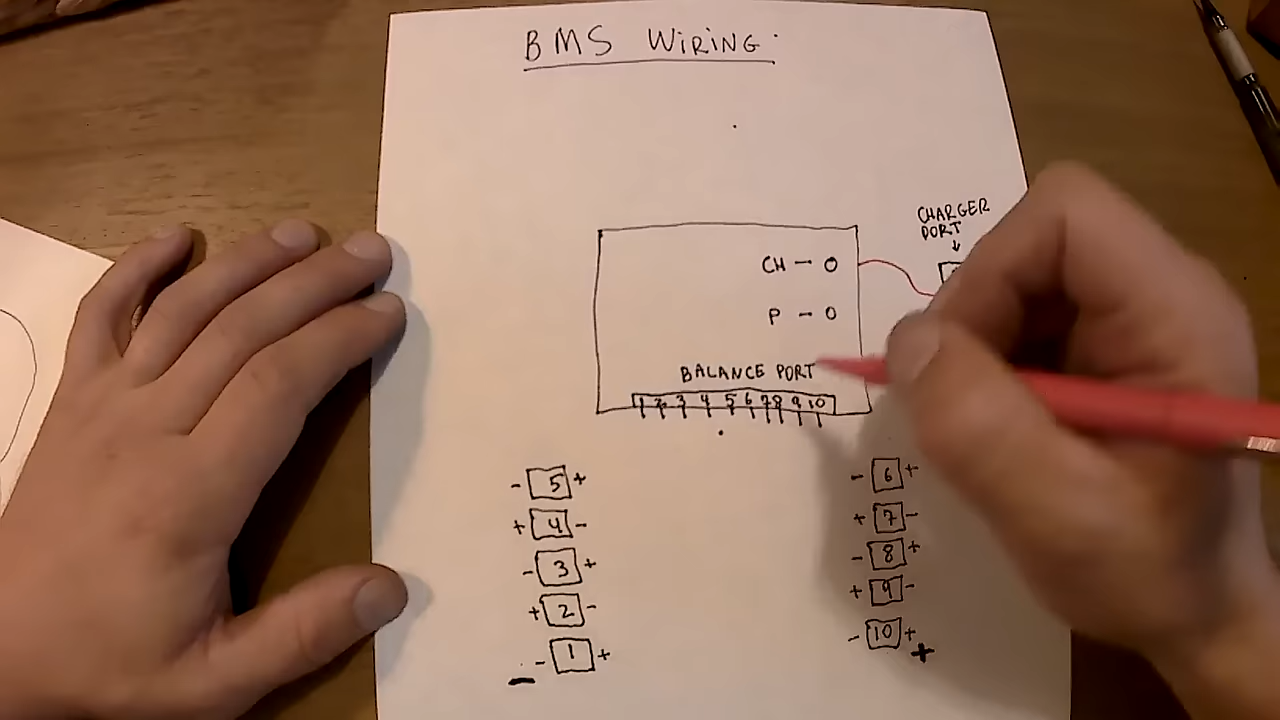 BMS WIRING
CHARGER
PORT
CH - O
P - O
BALANCE PORT
1 2 3 4 5 6 7 8 9 10
- 5 +
+ 4 -
- 3 +
+ 2 -
- 1 +
-
- 6 +
+ 7 -
- 8 +
+ 9 -
- 10 +
+